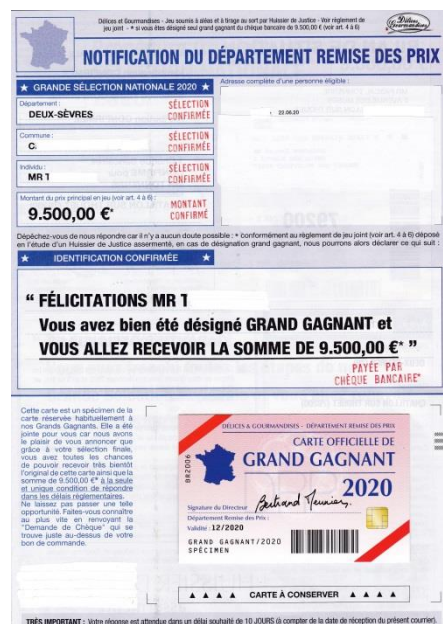 Délices et Gourmandises - Jeu soumis à aléas et à tirage au sort par Huissier de Justice - Voir règlement de
jeu joint - * si vous êtes désigné seul grand gagnant du chèque bancaire de 9.500,00 € (voir art. 4 à 6)
Délices
Gourmandises
NOTIFICATION DU DÉPARTEMENT REMISE DES PRIX
★ GRANDE SÉLECTION NATIONALE 2020 ★
Adresse complète d'une personne éligible :
Département :
DEUX-SÈVRES
SÉLECTION
CONFIRMÉE
23.06.20
Commune :
C
SÉLECTION
CONFIRMÉE
Individu :
MR T
SÉLECTION
CONFIRMÉE
Montant du prix principal en jeu (voir art. 4 à 6) :
9.500,00 €*
MONTANT
CONFIRMÉ
Dépêchez-vous de nous répondre car il n'y a aucun doute possible : * conformément au règlement de jeu joint (voir art. 4 à 6) déposé
en l'étude d'un Huissier de Justice assermenté, en cas de désignation grand gagnant, nous pourrons alors déclarer ce qui suit :
★ IDENTIFICATION CONFIRMÉE ★
“ FÉLICITATIONS MR T
Vous avez bien été désigné GRAND GAGNANT et
VOUS ALLEZ RECEVOIR LA SOMME DE 9.500,00 €* ”
PAYÉE PAR
CHÈQUE BANCAIRE*
Cette carte est un spécimen de la
carte réservée habituellement à
nos Grands Gagnants. Elle a été
jointe pour vous car nous avons
le plaisir de vous annoncer que
grâce à votre sélection finale,
vous avez toutes les chances
de pouvoir recevoir très bientôt
l'original de cette carte ainsi que la
somme de 9.500,00 €* à la seule
et unique condition de répondre
dans les délais réglementaires.
Ne laissez pas passer une telle
opportunité. Faites-vous connaître
au plus vite en renvoyant la
"Demande de Chèque" qui se
trouve juste au-dessus de votre
bon de commande.
DÉLICES & GOURMANDISES - DÉPARTEMENT REMISE DES PRIX
CARTE OFFICIELLE DE
GRAND GAGNANT
2020
BR2006
Signature du Directeur
Bertrand Meunier
Département Remise des Prix :
Validité : 12/2020
GRAND GAGNANT/2020
SPÉCIMEN
▲ ▲ ▲ ▲ CARTE À CONSERVER ▲ ▲ ▲ ▲
TRÈS IMPORTANT : Votre réponse est attendue dans un délai souhaité de 10 JOURS (à compter de la date de réception du présent courrier).